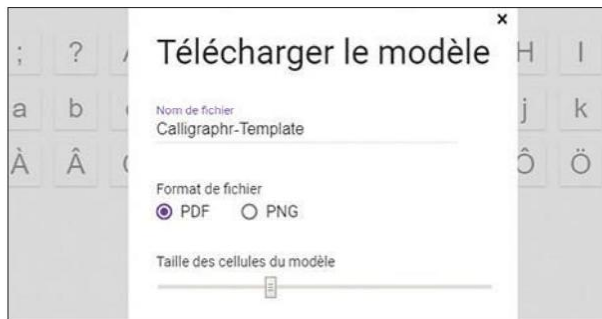 ×
Télécharger le modèle
; ? H I
Nom de fichier
Calligraphr-Template
a b j k
À Â Ô Ö
Format de fichier
PDF PNG
Taille des cellules du modèle